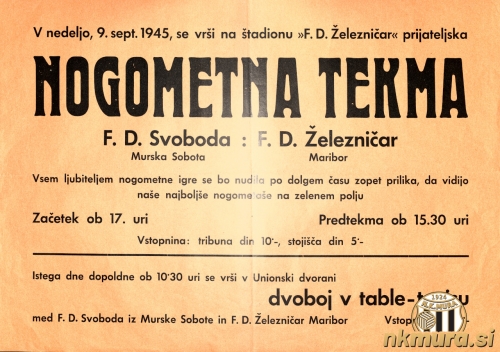 V nedeljo, 9. sept. 1945, se vrši na štadionu »F. D. Železničar« prijateljska
NOGOMETNA TEKMA
F. D. Svoboda : F. D. Železničar
Murska Sobota Maribor
Vsem ljubiteljem nogometne igre se bo nudila po dolgem času zopet prilika, da vidijo
naše najboljše nogometaše na zelenem polju
Začetek ob 17. uri Predtekma ob 15.30 uri
Vstopnina: tribuna din 10·-, stojišča din 5·-
Istega dne dopoldne ob 10·30 uri se vrši v Unionski dvorani
dvoboj v table-
med F. D. Svoboda iz Murske Sobote in F. D. Železničar Maribor
1924
N.K. MURA
nkmura.si